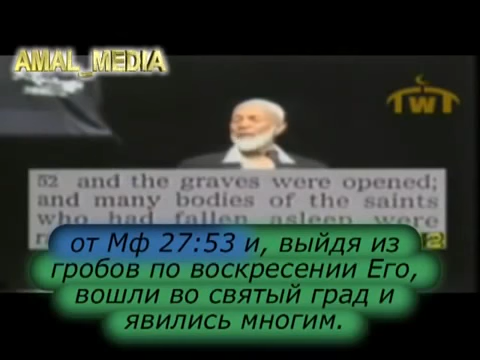 AMAL_MEDIA
TWT
52 and the graves were opened;
and many bodies of the saints
who had fallen asleep were
от Мф 27:53 и, выйдя из
гробов по воскресении Его,
вошли во святый град и
явились многим.